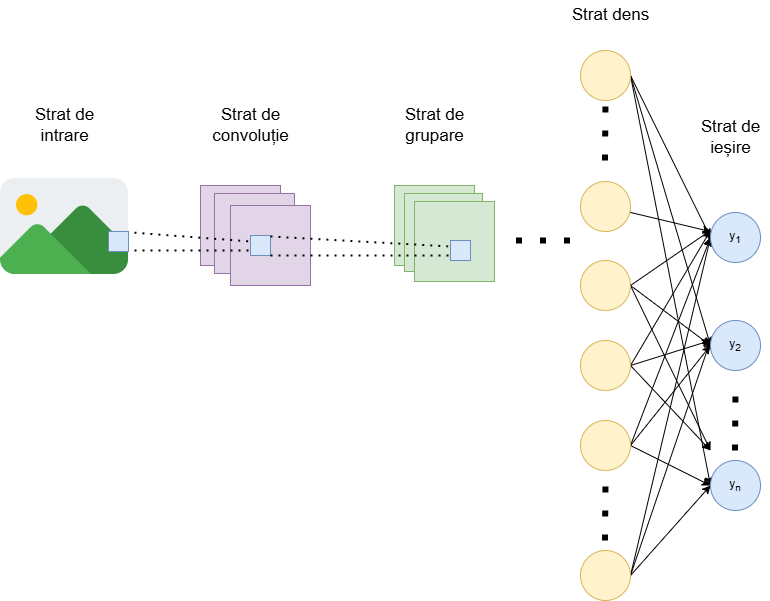 Strat dens
Strat de
intrare
Strat de
convoluție
Strat de
grupare
Strat de
ieșire
y1
y2
yn